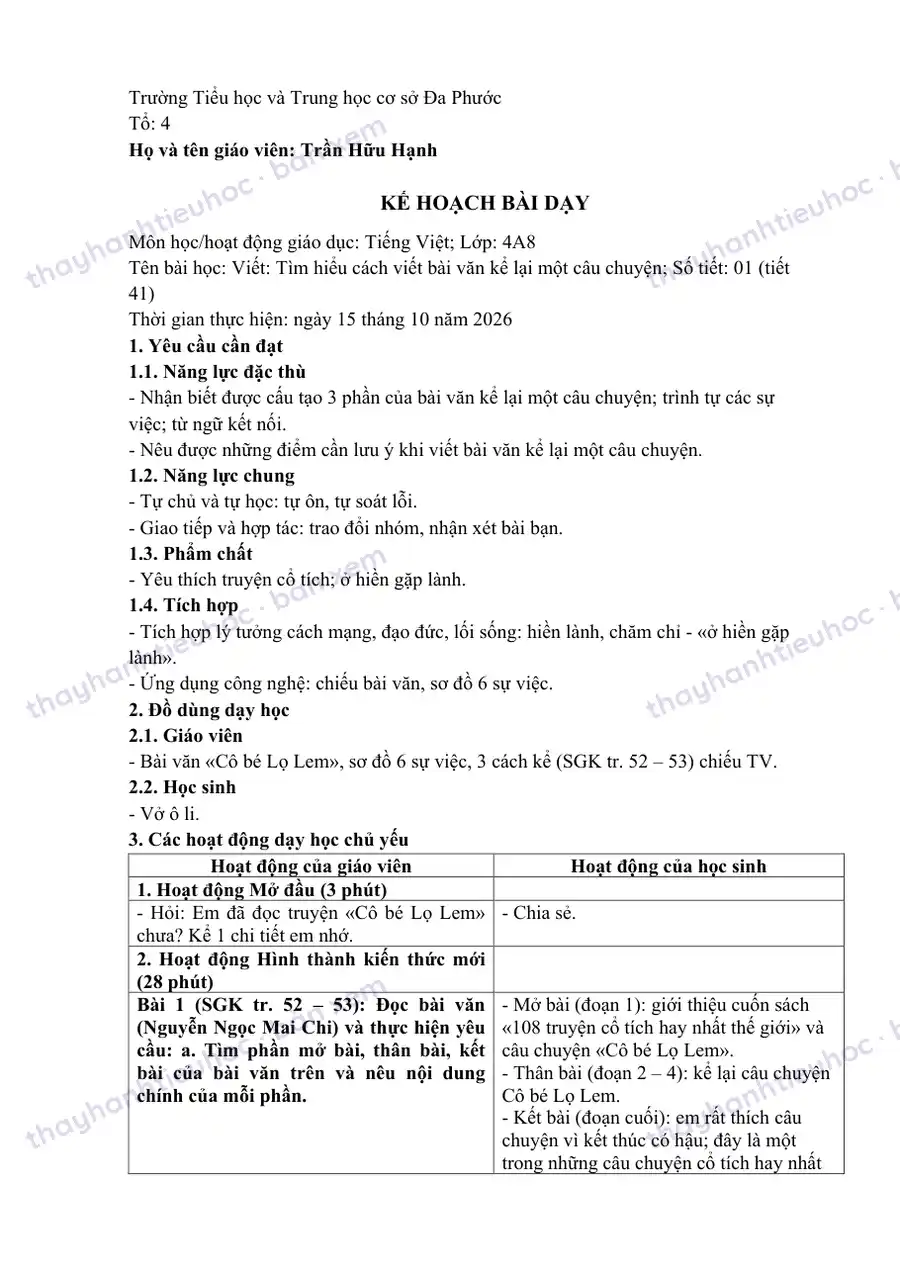 Trường Tiểu học và Trung học cơ sở Đa Phước
Tổ: 4
Họ và tên giáo viên: Trần Hữu Hạnh
KẾ HOẠCH BÀI DẠY
Môn học/hoạt động giáo dục: Tiếng Việt; Lớp: 4A8
Tên bài học: Viết: Tìm hiểu cách viết bài văn kể lại một câu chuyện; Số tiết: 01 (tiết
41)
Thời gian thực hiện: ngày 15 tháng 10 năm 2026
1. Yêu cầu cần đạt
1.1. Năng lực đặc thù
- Nhận biết được cấu tạo 3 phần của bài văn kể lại một câu chuyện; trình tự các sự
việc; từ ngữ kết nối.
- Nêu được những điểm cần lưu ý khi viết bài văn kể lại một câu chuyện.
1.2. Năng lực chung
- Tự chủ và tự học: tự ôn, tự soát lỗi.
- Giao tiếp và hợp tác: trao đổi nhóm, nhận xét bài bạn.
1.3. Phẩm chất
- Yêu thích truyện cổ tích; ở hiền gặp lành.
1.4. Tích hợp
- Tích hợp lý tưởng cách mạng, đạo đức, lối sống: hiền lành, chăm chỉ - «ở hiền gặp
lành».
- Ứng dụng công nghệ: chiếu bài văn, sơ đồ 6 sự việc.
2. Đồ dùng dạy học
2.1. Giáo viên
- Bài văn «Cô bé Lọ Lem», sơ đồ 6 sự việc, 3 cách kể (SGK tr. 52 – 53) chiếu TV.
2.2. Học sinh
- Vở ô li.
3. Các hoạt động dạy học chủ yếu
Hoạt động của giáo viên
Hoạt động của học sinh
1. Hoạt động Mở đầu (3 phút)
- Hỏi: Em đã đọc truyện «Cô bé Lọ Lem»
chưa? Kể 1 chi tiết em nhớ.
- Chia sẻ.
2. Hoạt động Hình thành kiến thức mới
(28 phút)
Bài 1 (SGK tr. 52 – 53): Đọc bài văn
(Nguyễn Ngọc Mai Chi) và thực hiện yêu
cầu: a. Tìm phần mở bài, thân bài, kết
bài của bài văn trên và nêu nội dung
chính của mỗi phần.
- Mở bài (đoạn 1): giới thiệu cuốn sách
«108 truyện cổ tích hay nhất thế giới» và
câu chuyện «Cô bé Lọ Lem».
- Thân bài (đoạn 2 – 4): kể lại câu chuyện
Cô bé Lọ Lem.
- Kết bài (đoạn cuối): em rất thích câu
chuyện vì kết thúc có hậu; đây là một
trong những câu chuyện cổ tích hay nhất
thayhanhtieuhoc · bản xem
thayhanhtieuhoc · b
thayhanhtieuhoc · bản xem
thayhanhtieuhoc · b
thayhanhtieuhoc · bản xem
thayhanhtieuhoc · b